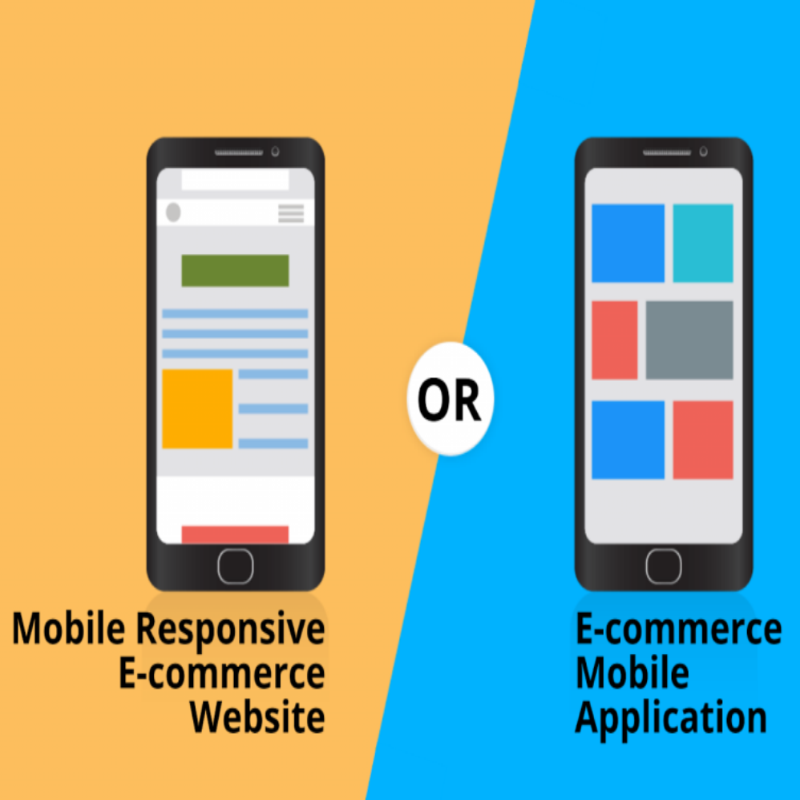 Mobile Responsive
E-commerce
Website
OR
E-commerce
Mobile
Application